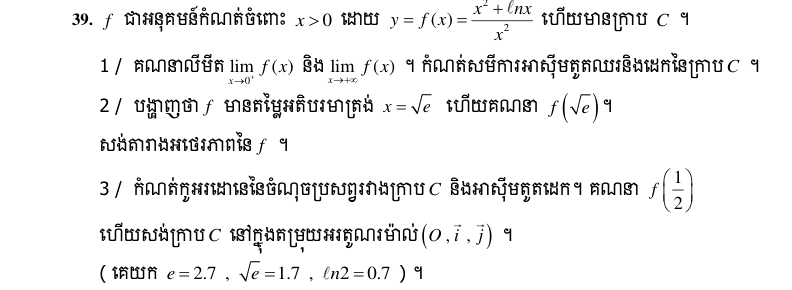 39. f ជាអនុគមន៍កំណត់ចំពោះ x > 0 ដោយ y = f(x) = (x² + ℓnx)/x² ហើយមានក្រាប C ។
1 / គណនាលីមីត lim x→0⁺ f(x) និង lim x→+∞ f(x) ។ កំណត់សមីការអាស៊ីមតូតឈរនិងដេកនៃក្រាប C ។
2 / បង្ហាញថា f មានតម្លៃអតិបរមាត្រង់ x = √e ហើយគណនា f(√e) ។
សង់តារាងអថេរភាពនៃ f ។
3 / កំណត់កូអរដោនេនៃចំណុចប្រសព្វរវាងក្រាប C និងអាស៊ីមតូតដេក។ គណនា f(1/2)
ហើយសង់ក្រាប C នៅក្នុងតម្រុយអរតូណរម៉ាល់ (O , i⃗ , j⃗) ។
( គេយក e = 2.7 , √e = 1.7 , ℓn2 = 0.7 ) ។